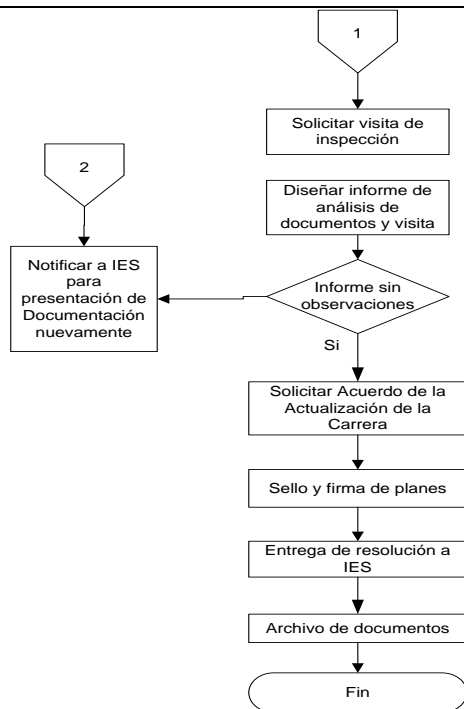 1
Solicitar visita de
inspección
2
Diseñar informe de
análisis de
documentos y visita
Notificar a IES
para
presentación de
Documentación
nuevamente
Informe sin
observaciones
Si
Solicitar Acuerdo de la
Actualización de la
Carrera
Sello y firma de planes
Entrega de resolución a
IES
Archivo de documentos
Fin